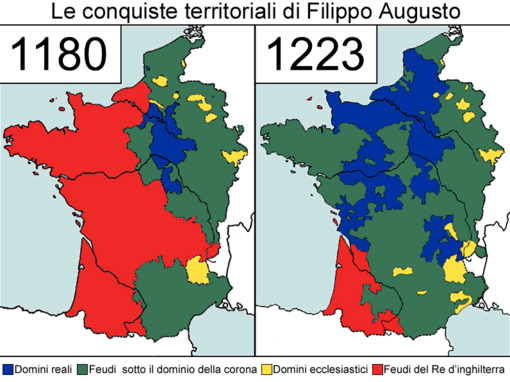 Le conquiste territoriali di Filippo Augusto
1180
1223
Domini reali
Feudi sotto il dominio della corona
Domini ecclesiastici
Feudi del Re d'inghilterra